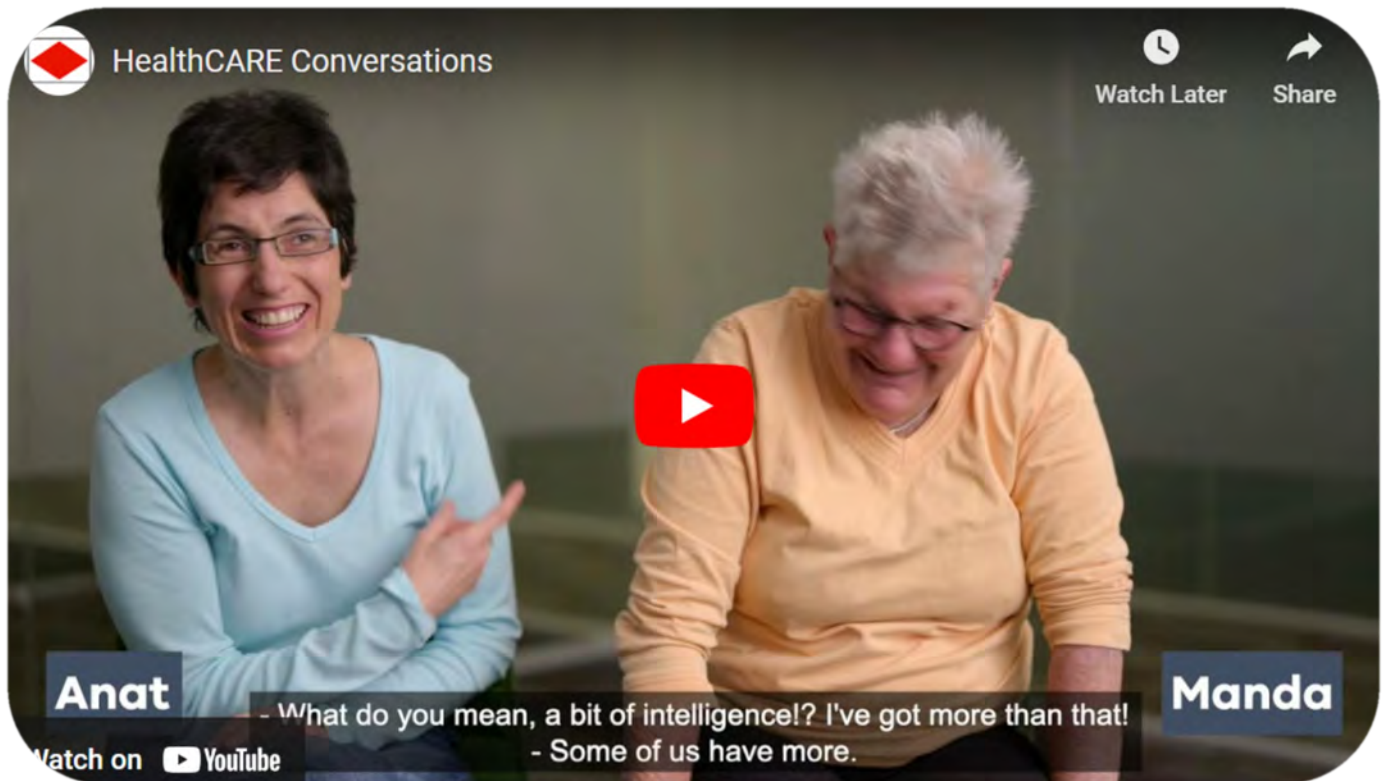 HealthCARE Conversations
Watch Later
Share
Anat
Manda
- What do you mean, a bit of intelligence!? I've got more than that!
- Some of us have more.
Watch on YouTube